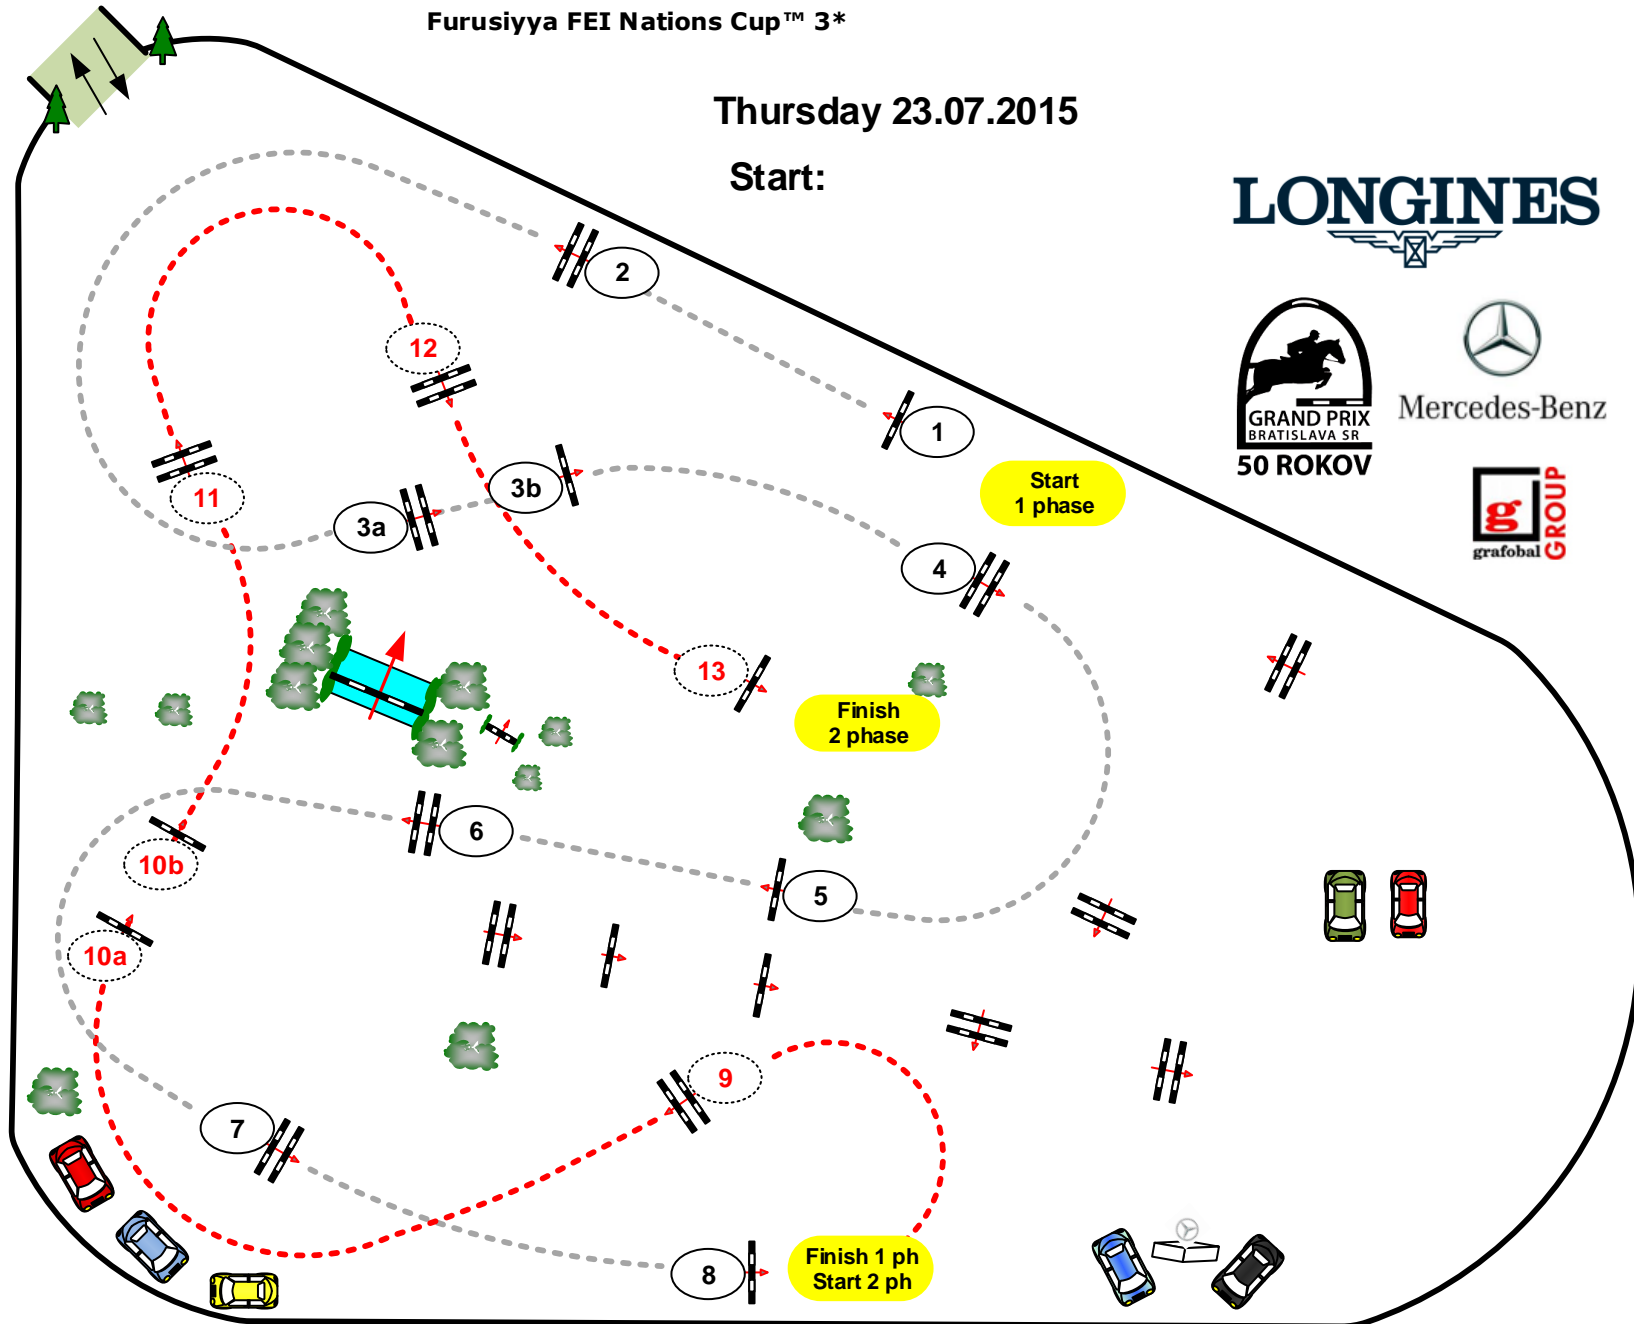 Furusiyya FEI Nations Cup™ 3*
Thursday 23.07.2015
Start:
LONGINES
GRAND PRIX
BRATISLAVA SR
50 ROKOV
Mercedes-Benz
g
grafobal
GROUP
2
12
1
11
3a
3b
Start
1 phase
4
13
Finish
2 phase
6
10b
5
10a
9
7
8
Finish 1 ph
Start 2 ph